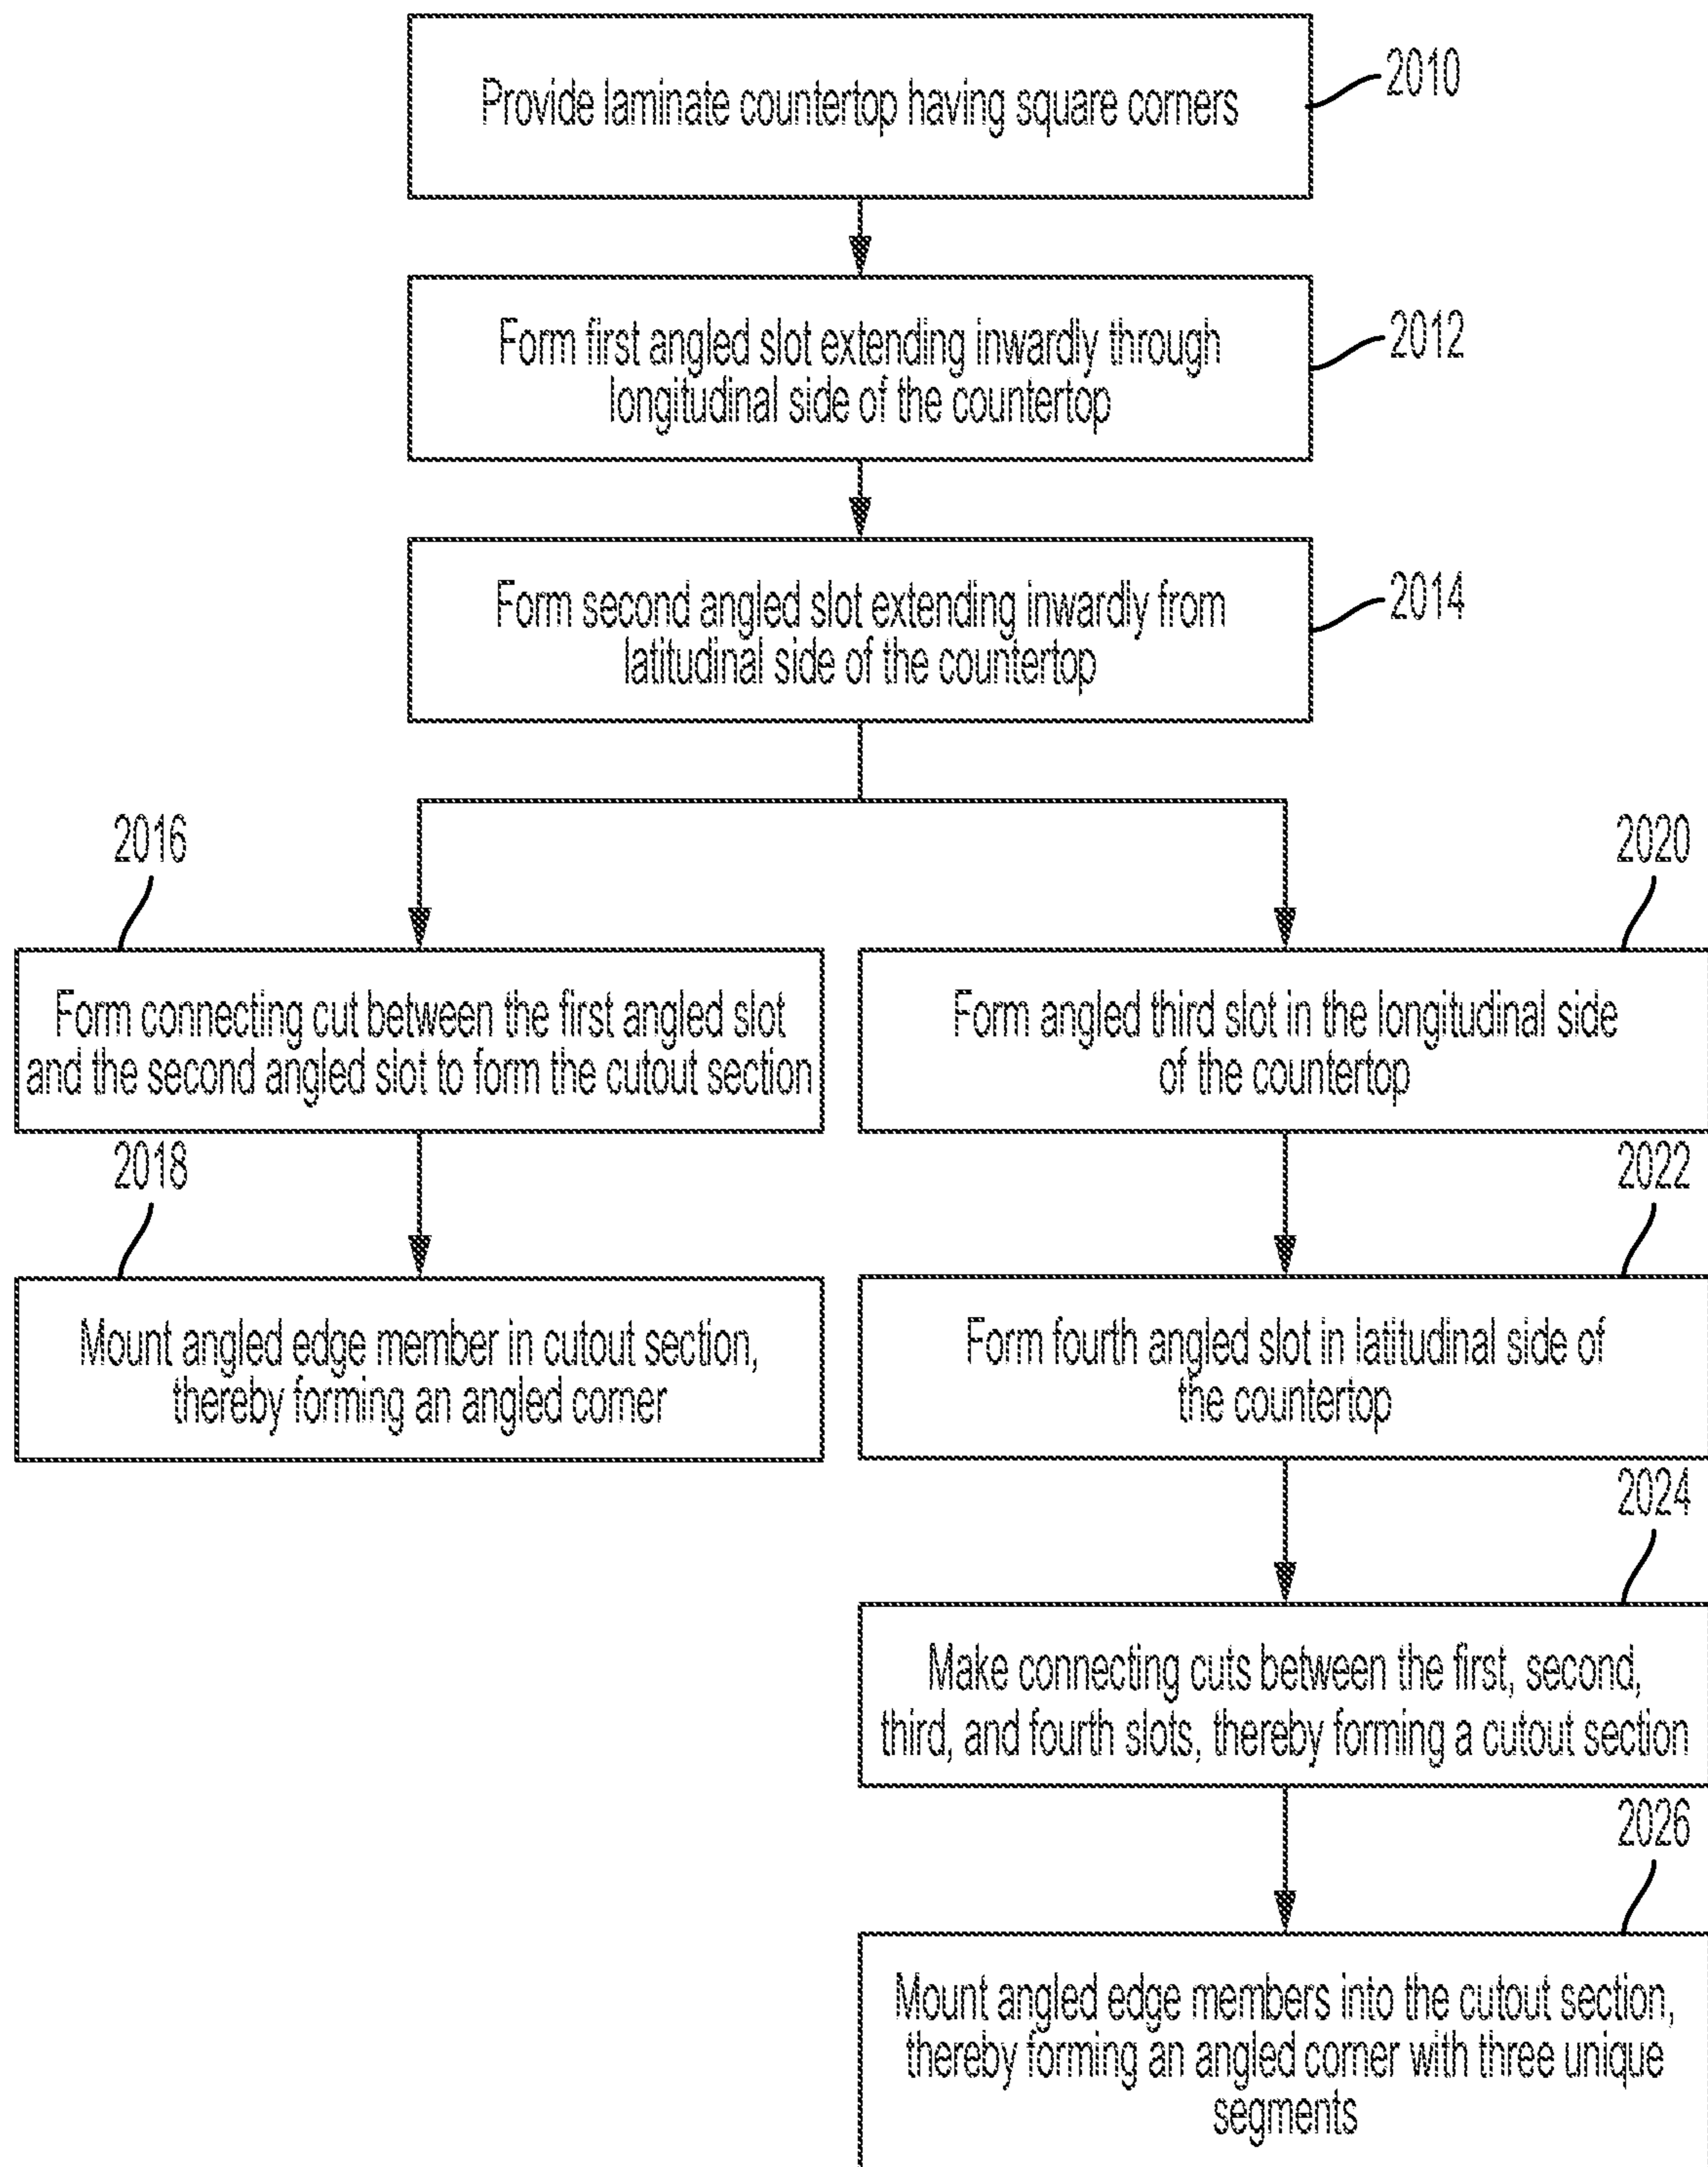 Provide laminate countertop having square corners
2010
Form first angled slot extending inwardly through
longitudinal side of the countertop
2012
Form second angled slot extending inwardly from
latitudinal side of the countertop
2014
2016
Form connecting cut between the first angled slot
and the second angled slot to form the cutout section
2018
Mount angled edge member in cutout section,
thereby forming an angled corner
2020
Form angled third slot in the longitudinal side
of the countertop
2022
Form fourth angled slot in latitudinal side of
the countertop
2024
Make connecting cuts between the first, second,
third, and fourth slots, thereby forming a cutout section
2026
Mount angled edge members into the cutout section,
thereby forming an angled corner with three unique
segments